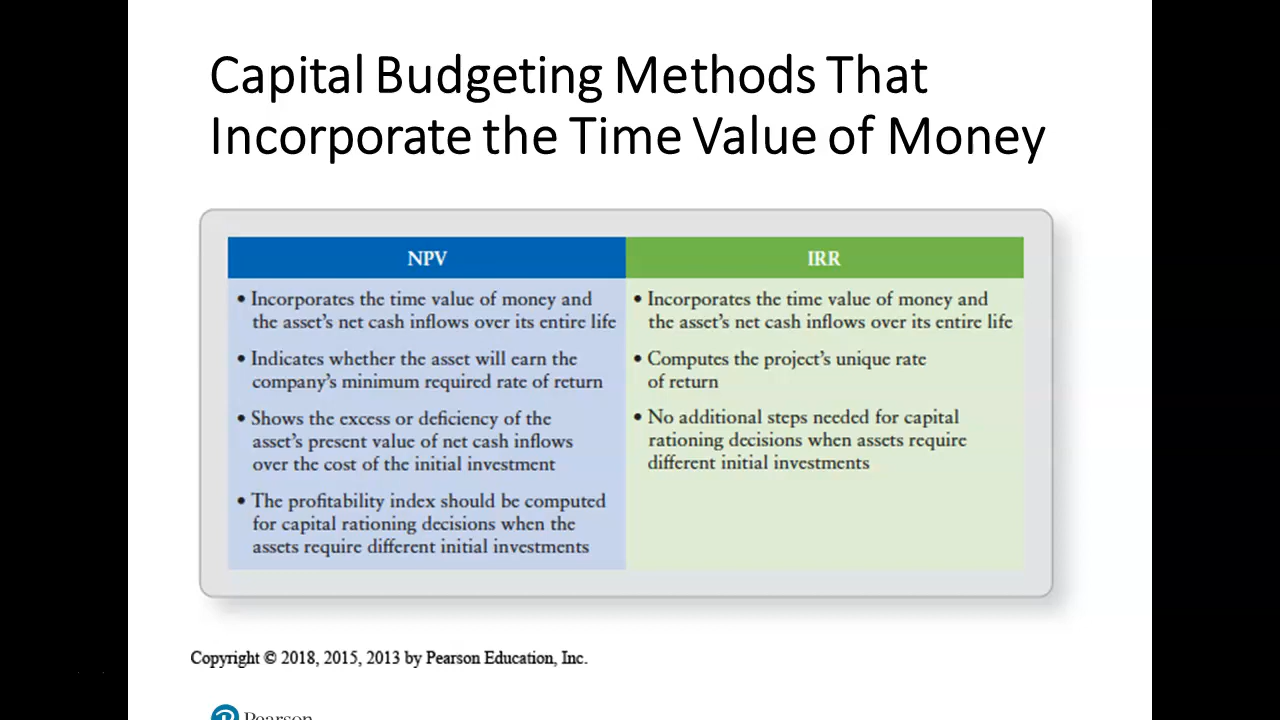 Capital Budgeting Methods That
Incorporate the Time Value of Money
NPV
• Incorporates the time value of money and
the asset's net cash inflows over its entire life
• Indicates whether the asset will earn the
company's minimum required rate of return
• Shows the excess or deficiency of the
asset's present value of net cash inflows
over the cost of the initial investment
• The profitability index should be computed
for capital rationing decisions when the
assets require different initial investments
IRR
• Incorporates the time value of money and
the asset's net cash inflows over its entire life
• Computes the project's unique rate
of return
• No additional steps needed for capital
rationing decisions when assets require
different initial investments
Copyright © 2018, 2015, 2013 by Pearson Education, Inc.
Pearson